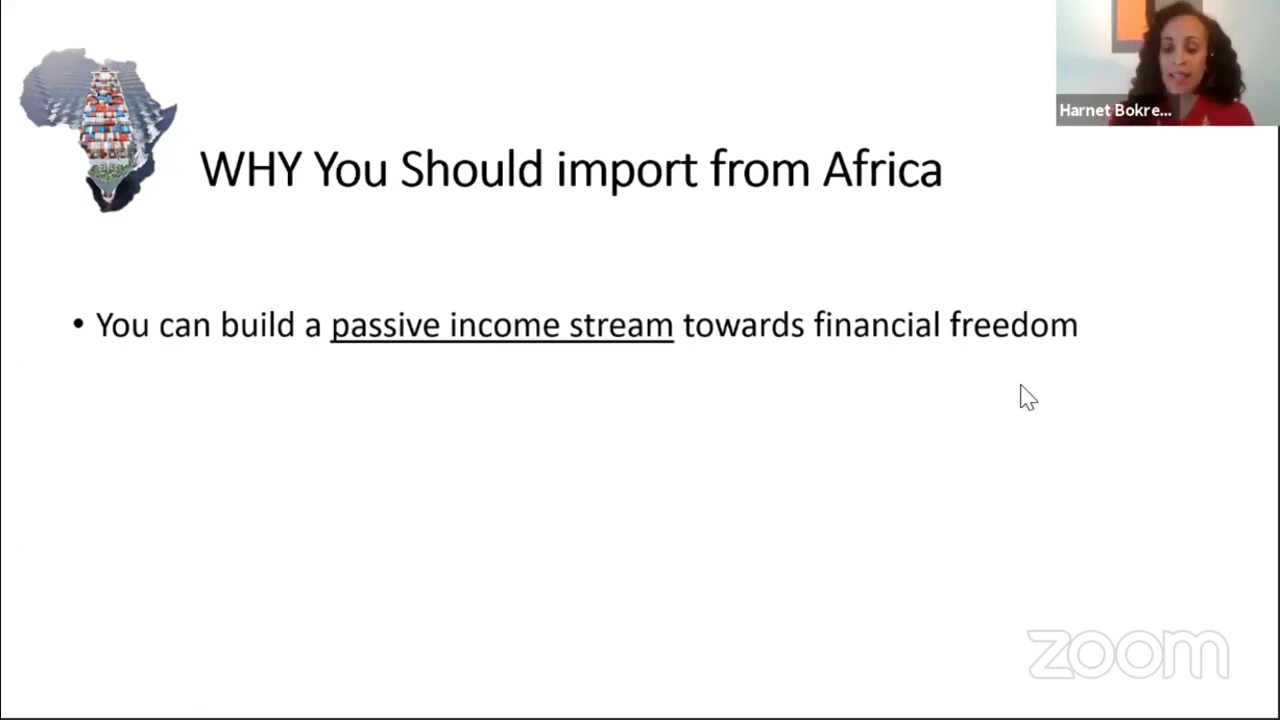 Harnet Bokre...
WHY You Should import from Africa
• You can build a passive income stream towards financial freedom
zoom